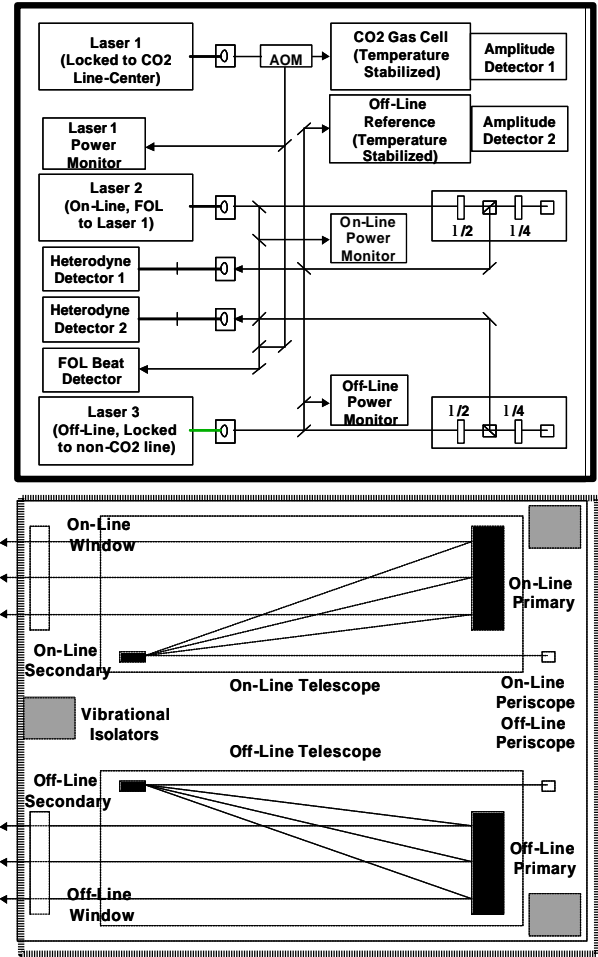 Laser 1
(Locked to CO2
Line-Center)
AOM
CO2 Gas Cell
(Temperature
Stabilized)
Amplitude
Detector 1
Off-Line
Reference
(Temperature
Stabilized)
Amplitude
Detector 2
Laser 1
Power
Monitor
Laser 2
(On-Line, FOL
to Laser 1)
On-Line
Power
Monitor
l/2
l/4
Heterodyne
Detector 1
Heterodyne
Detector 2
FOL Beat
Detector
Off-Line
Power
Monitor
Laser 3
(Off-Line, Locked
to non-CO2 line)
l/2
l/4
On-Line
Window
On-Line
Primary
On-Line
Secondary
On-Line Telescope
On-Line
Periscope
Off-Line
Periscope
Vibrational
Isolators
Off-Line Telescope
Off-Line
Secondary
Off-Line
Primary
Off-Line
Window